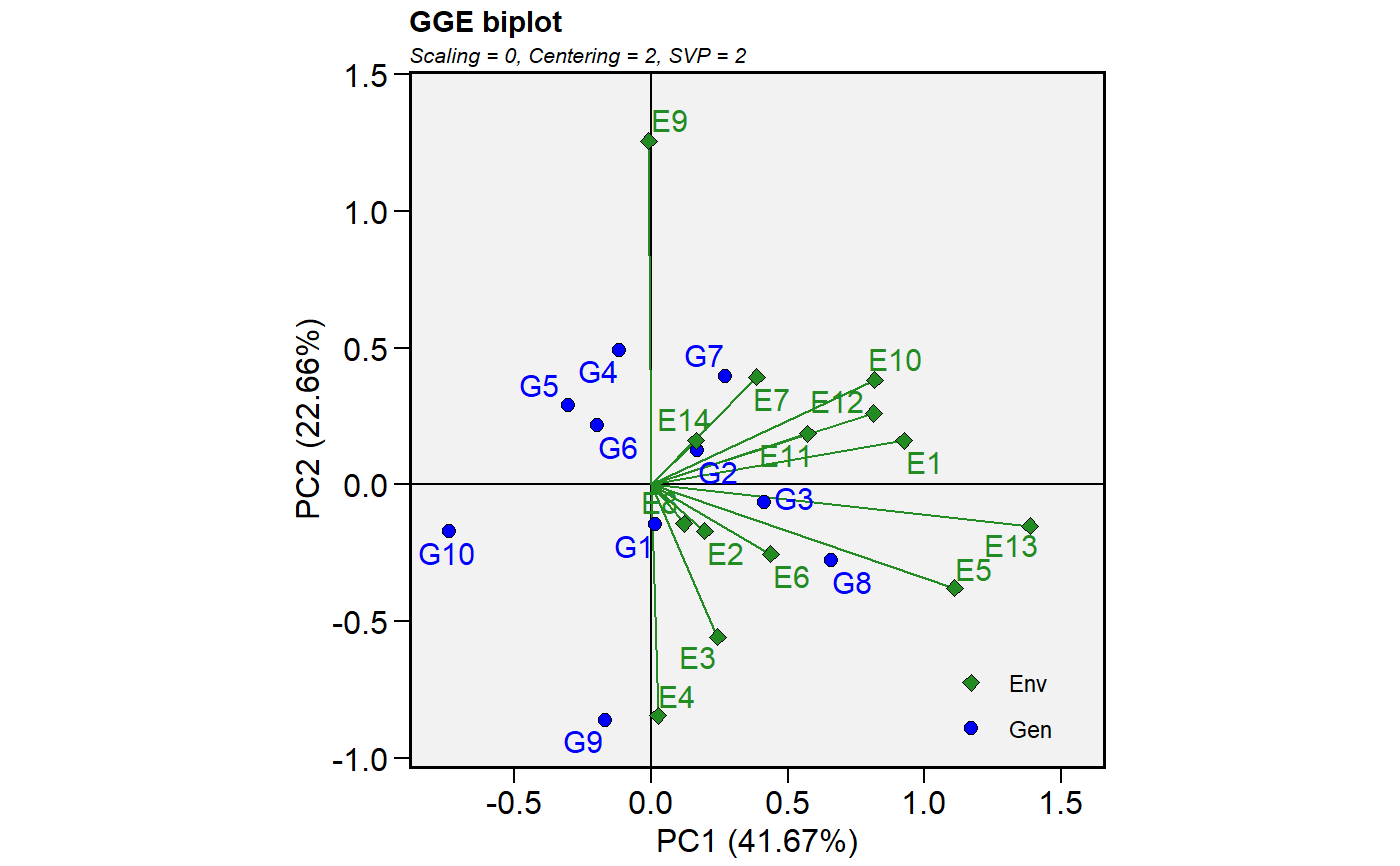 GGE biplot
Scaling = 0, Centering = 2, SVP = 2
1.5
E9
1.0
0.5
G7
G4
G5
E10
E7
E12
E14
G6
E11
E1
G2
0.0
G3
G1
G10
E2
E13
E6
E5
G8
-0.5
E3
E4
G9
-1.0
Env
Gen
-0.5
0.0
0.5
1.0
1.5
PC1 (41.67%)
PC2 (22.66%)